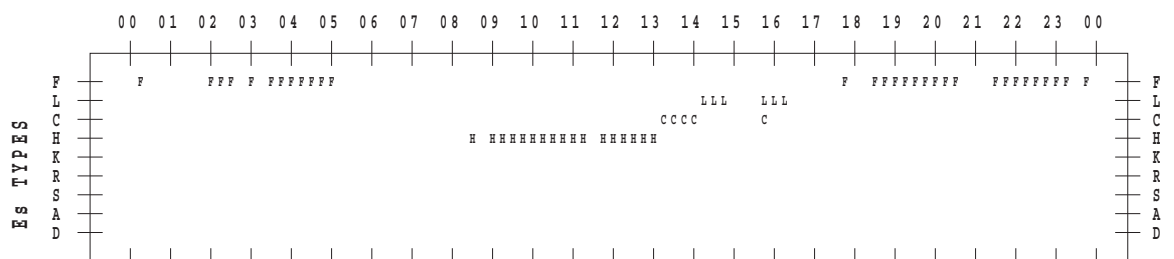 00 01 02 03 04 05 06 07 08 09 10 11 12 13 14 15 16 17 18 19 20 21 22 23 00
Es TYPES
F F FFF F FFFFFFF F FFFFFFFFF FFFFFFFF F F
L LLL LLL L
C CCCC C C
H H HHHHHHHHHH HHHHHH H
K K
R R
S S
A A
D D